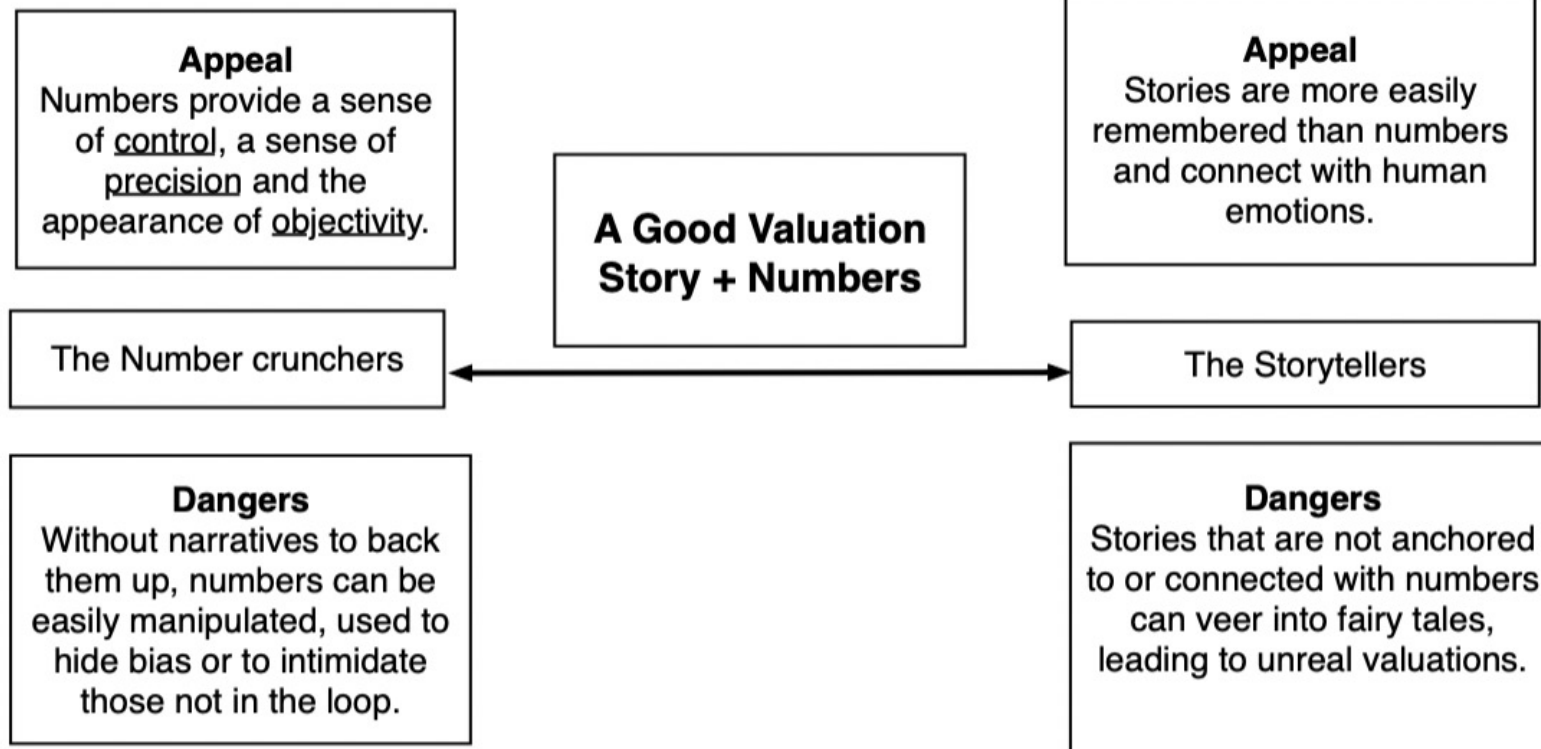 Appeal
Numbers provide a sense
of control, a sense of
precision and the
appearance of objectivity.
The Number crunchers
Dangers
Without narratives to back
them up, numbers can be
easily manipulated, used to
hide bias or to intimidate
those not in the loop.
A Good Valuation
Story + Numbers
Appeal
Stories are more easily
remembered than numbers
and connect with human
emotions.
The Storytellers
Dangers
Stories that are not anchored
to or connected with numbers
can veer into fairy tales,
leading to unreal valuations.